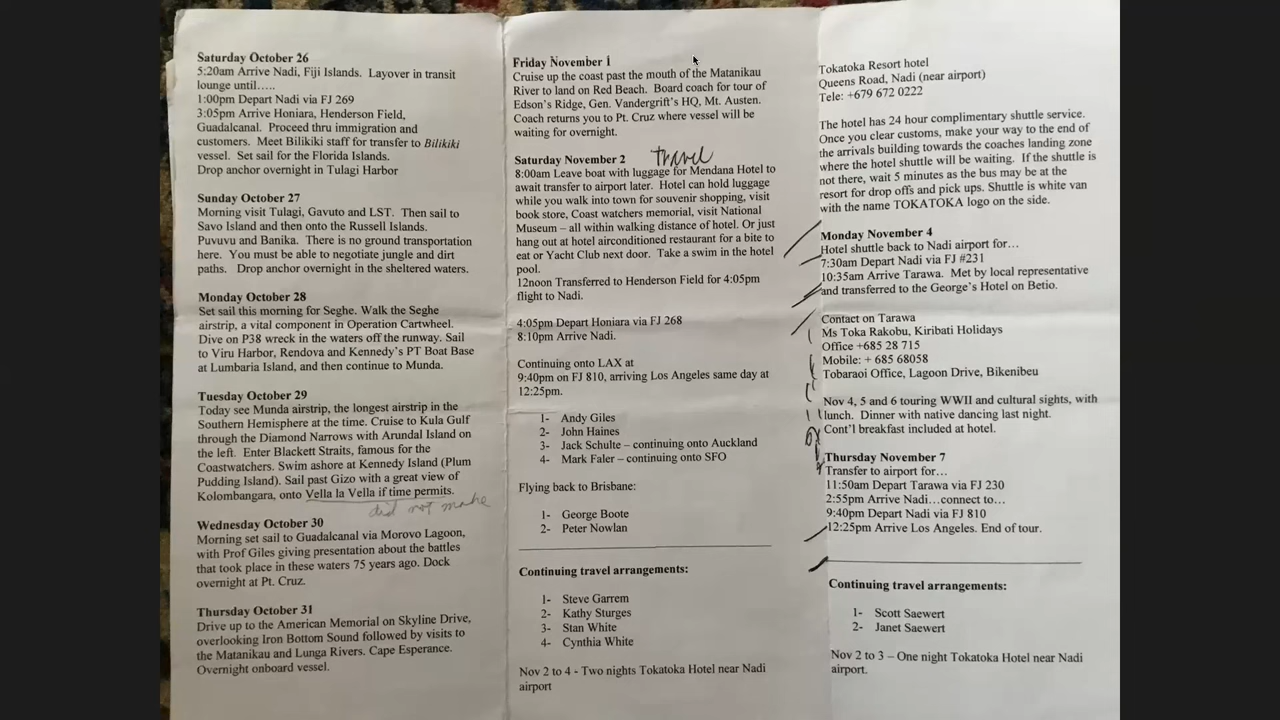 Saturday October 26
5:20am Arrive Nadi, Fiji Islands. Layover in transit
lounge until…..
1:00pm Depart Nadi via FJ 269
3:05pm Arrive Honiara, Henderson Field,
Guadalcanal. Proceed thru immigration and
customers. Meet Bilikiki staff for transfer to Bilikiki
vessel. Set sail for the Florida Islands.
Drop anchor overnight in Tulagi Harbor
Sunday October 27
Morning visit Tulagi, Gavuto and LST. Then sail to
Savo Island and then onto the Russell Islands.
Puvuvu and Banika. There is no ground transportation
here. You must be able to negotiate jungle and dirt
paths. Drop anchor overnight in the sheltered waters.
Monday October 28
Set sail this morning for Seghe. Walk the Seghe
airstrip, a vital component in Operation Cartwheel.
Dive on P38 wreck in the waters off the runway. Sail
to Viru Harbor, Rendova and Kennedy's PT Boat Base
at Lumbaria Island, and then continue to Munda.
Tuesday October 29
Today see Munda airstrip, the longest airstrip in the
Southern Hemisphere at the time. Cruise to Kula Gulf
through the Diamond Narrows with Arundal Island on
the left. Enter Blackett Straits, famous for the
Coastwatchers. Swim ashore at Kennedy Island (Plum
Pudding Island). Sail past Gizo with a great view of
Kolombangara, onto Vella la Vella if time permits.
did not make
Wednesday October 30
Morning set sail to Guadalcanal via Morovo Lagoon,
with Prof Giles giving presentation about the battles
that took place in these waters 75 years ago. Dock
overnight at Pt. Cruz.
Thursday October 31
Drive up to the American Memorial on Skyline Drive,
overlooking Iron Bottom Sound followed by visits to
the Matanikau and Lunga Rivers. Cape Esperance.
Overnight onboard vessel.
Friday November 1
Cruise up the coast past the mouth of the Matanikau
River to land on Red Beach. Board coach for tour of
Edson's Ridge, Gen. Vandergrift's HQ, Mt. Austen.
Coach returns you to Pt. Cruz where vessel will be
waiting for overnight.
Saturday November 2 travel
8:00am Leave boat with luggage for Mendana Hotel to
await transfer to airport later. Hotel can hold luggage
while you walk into town for souvenir shopping, visit
book store, Coast watchers memorial, visit National
Museum – all within walking distance of hotel. Or just
hang out at hotel airconditioned restaurant for a bite to
eat or Yacht Club next door. Take a swim in the hotel
pool.
12noon Transferred to Henderson Field for 4:05pm
flight to Nadi.
4:05pm Depart Honiara via FJ 268
8:10pm Arrive Nadi.
Continuing onto LAX at
9:40pm on FJ 810, arriving Los Angeles same day at
12:25pm.
1- Andy Giles
2- John Haines
3- Jack Schulte – continuing onto Auckland
4- Mark Faler – continuing onto SFO
Flying back to Brisbane:
1- George Boote
2- Peter Nowlan
Continuing travel arrangements:
1- Steve Garrem
2- Kathy Sturges
3- Stan White
4- Cynthia White
Nov 2 to 4 - Two nights Tokatoka Hotel near Nadi
airport
Tokatoka Resort hotel
Queens Road, Nadi (near airport)
Tele: +679 672 0222
The hotel has 24 hour complimentary shuttle service.
Once you clear customs, make your way to the end of
the arrivals building towards the coaches landing zone
where the hotel shuttle will be waiting. If the shuttle is
not there, wait 5 minutes as the bus may be at the
resort for drop offs and pick ups. Shuttle is white van
with the name TOKATOKA logo on the side.
Monday November 4
Hotel shuttle back to Nadi airport for…
7:30am Depart Nadi via FJ #231
10:35am Arrive Tarawa. Met by local representative
and transferred to the George's Hotel on Betio.
Contact on Tarawa
Ms Toka Rakobu, Kiribati Holidays
Office +685 28 715
Mobile: + 685 68058
Tobaraoi Office, Lagoon Drive, Bikenibeu
Nov 4, 5 and 6 touring WWII and cultural sights, with
lunch. Dinner with native dancing last night.
Cont'l breakfast included at hotel.
Thursday November 7
Transfer to airport for…
11:50am Depart Tarawa via FJ 230
2:55pm Arrive Nadi…connect to…
9:40pm Depart Nadi via FJ 810
12:25pm Arrive Los Angeles. End of tour.
Continuing travel arrangements:
1- Scott Saewert
2- Janet Saewert
Nov 2 to 3 – One night Tokatoka Hotel near Nadi
airport.